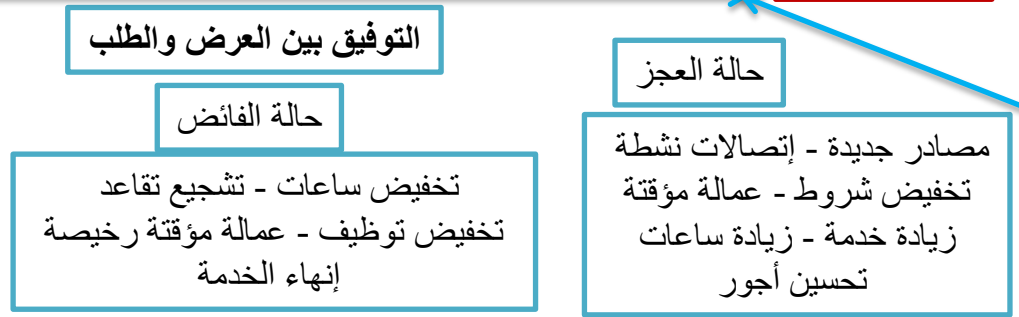 التوفيق بين العرض والطلب
حالة العجز
مصادر جديدة - إتصالات نشطة
تخفيض شروط - عمالة مؤقتة
زيادة خدمة - زيادة ساعات
تحسين أجور
حالة الفائض
تخفيض ساعات - تشجيع تقاعد
تخفيض توظيف - عمالة مؤقتة رخيصة
إنهاء الخدمة